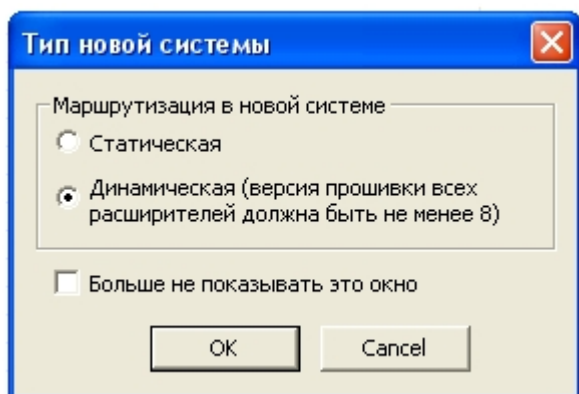 Тип новой системы
Маршрутизация в новой системе
Статическая
Динамическая (версия прошивки всех
расширителей должна быть не менее 8)
Больше не показывать это окно
OK
Cancel